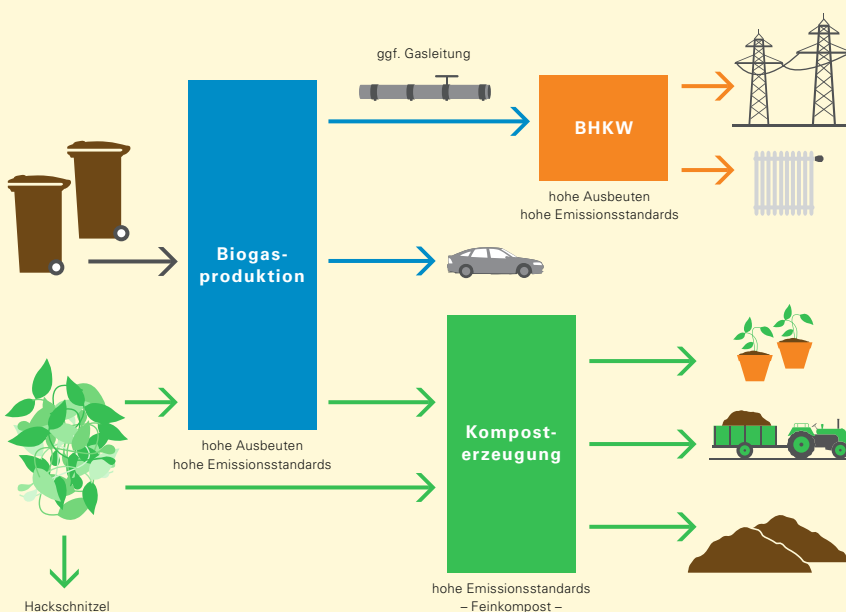 ggf. Gasleitung
BHKW
hohe Ausbeuten
hohe Emissionsstandards
Biogas-
produktion
hohe Ausbeuten
hohe Emissionsstandards
Kompost-
erzeugung
hohe Emissionsstandards
– Feinkompost –
Hackschnitzel